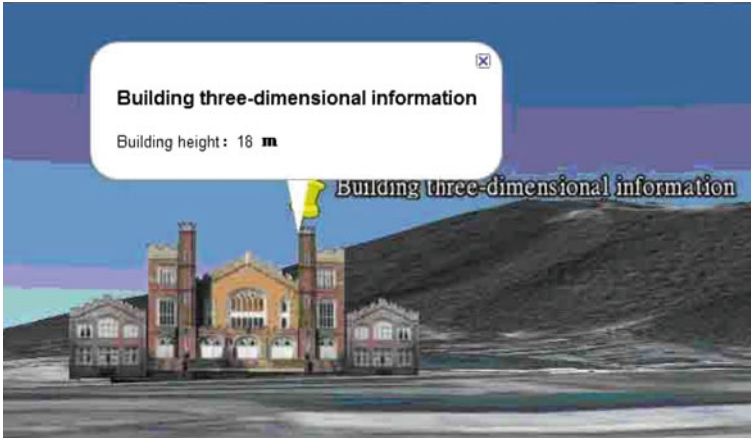 Building three-dimensional information
Building height: 18 m
Building three-dimensional information